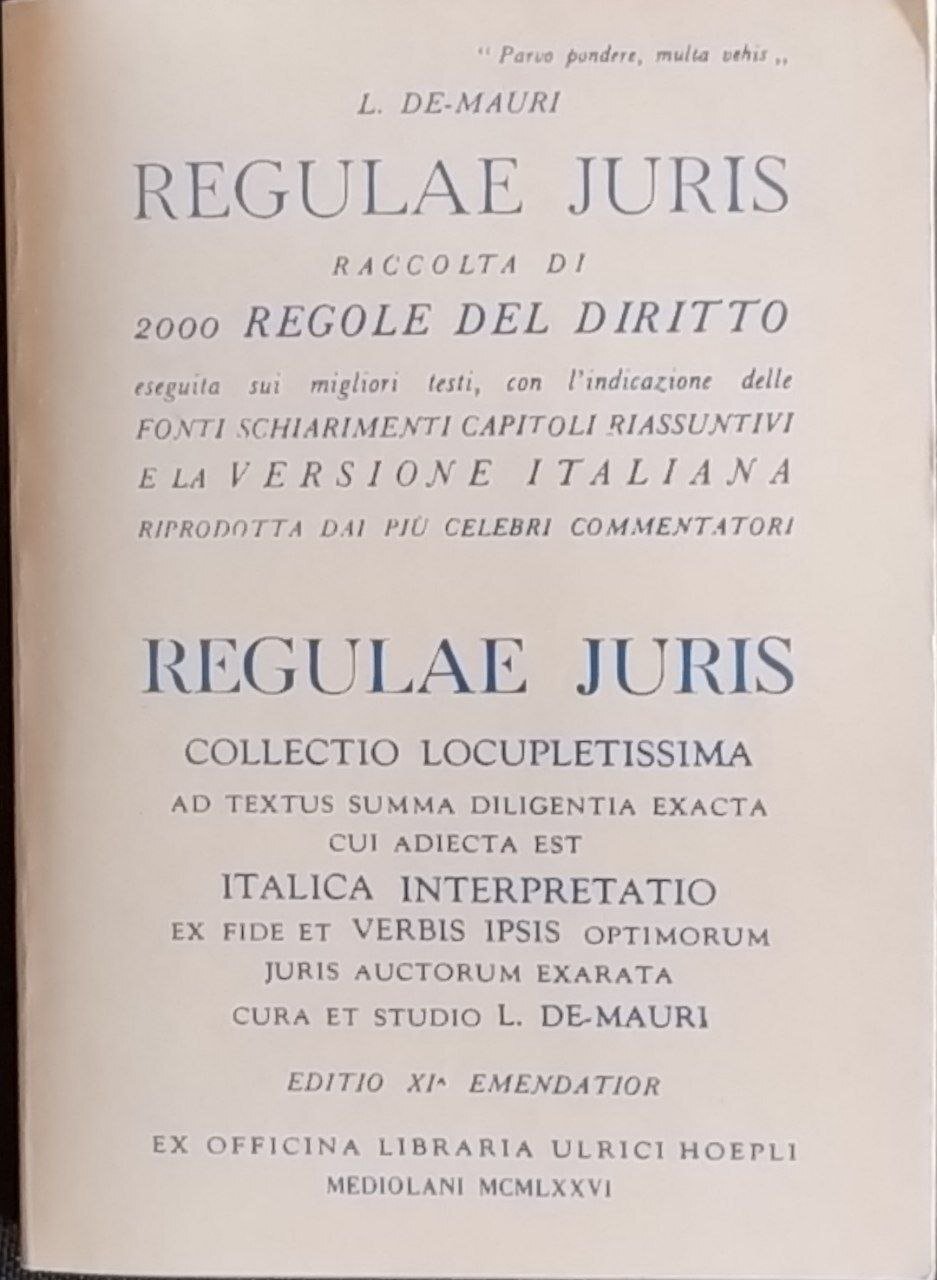 “ Parvo pondere, multa vehis „
L. DE-MAURI
REGULAE JURIS
RACCOLTA DI
2000 REGOLE DEL DIRITTO
eseguita sui migliori testi, con l'indicazione delle
FONTI SCHIARIMENTI CAPITOLI RIASSUNTIVI
E LA VERSIONE ITALIANA
RIPRODOTTA DAI PIÙ CELEBRI COMMENTATORI
REGULAE JURIS
COLLECTIO LOCUPLETISSIMA
AD TEXTUS SUMMA DILIGENTIA EXACTA
CUI ADIECTA EST
ITALICA INTERPRETATIO
EX FIDE ET VERBIS IPSIS OPTIMORUM
JURIS AUCTORUM EXARATA
CURA ET STUDIO L. DE-MAURI
EDITIO XIᴬ EMENDATIOR
EX OFFICINA LIBRARIA ULRICI HOEPLI
MEDIOLANI MCMLXXVI